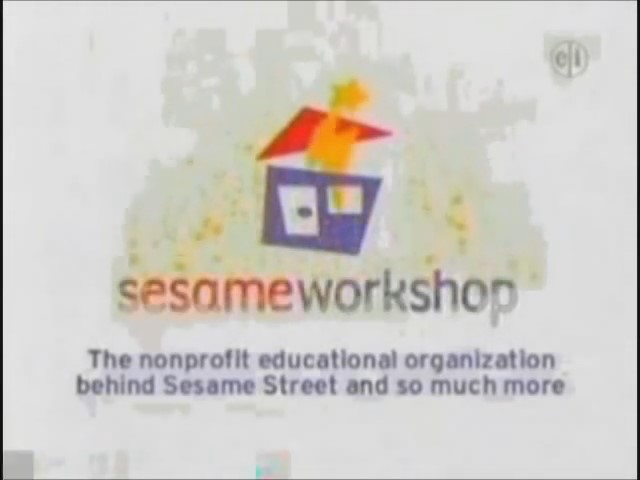 e/i
sesameworkshop
The nonprofit educational organization
behind Sesame Street and so much more